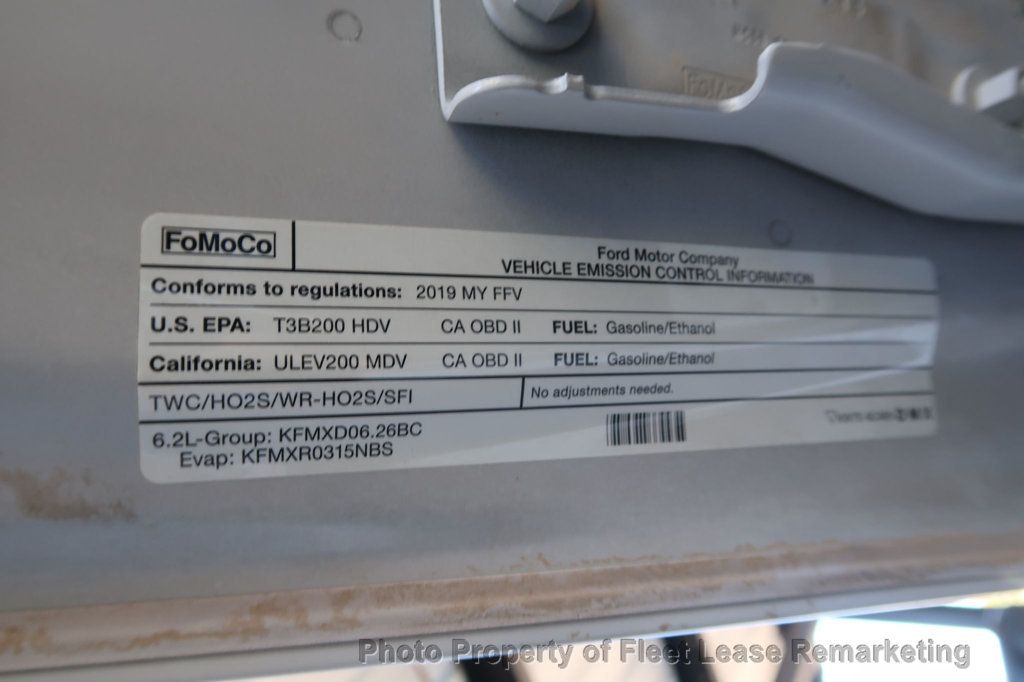 FoMoCo
Ford Motor Company
VEHICLE EMISSION CONTROL INFORMATION
Conforms to regulations: 2019 MY FFV
U.S. EPA: T3B200 HDV CA OBD II FUEL: Gasoline/Ethanol
California: ULEV200 MDV CA OBD II FUEL: Gasoline/Ethanol
TWC/HO2S/WR-HO2S/SFI
No adjustments needed.
6.2L-Group: KFMXD06.26BC
Evap: KFMXR0315NBS
Photo Property of Fleet Lease Remarketing